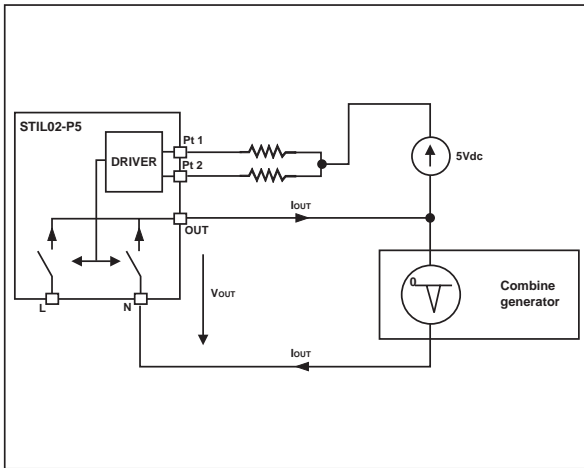 STIL02-P5
Pt 1
DRIVER
Pt 2
5Vdc
IOUT
OUT
VOUT
L
N
0
Combine
generator
IOUT